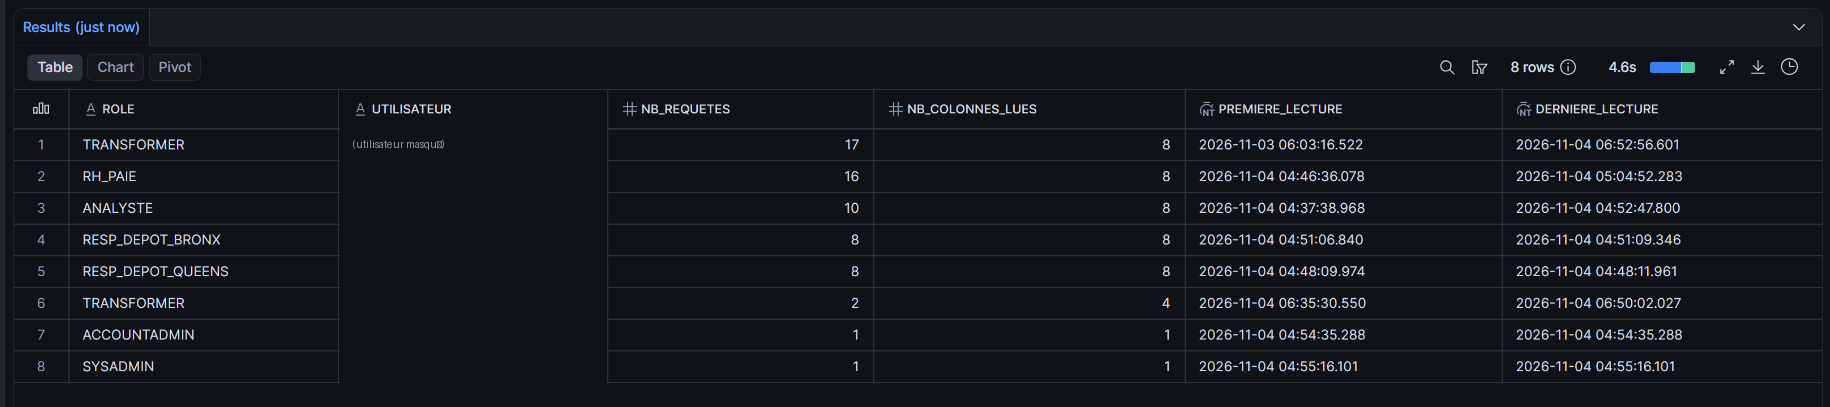 Results (just now)
Table Chart Pivot 8 rows 4.6s
ROLE UTILISATEUR NB_REQUETES NB_COLONNES_LUES PREMIERE_LECTURE DERNIERE_LECTURE
1 TRANSFORMER (utilisateur masqu▯) 17 8 2026-11-03 06:03:16.522 2026-11-04 06:52:56.601
2 RH_PAIE 16 8 2026-11-04 04:46:36.078 2026-11-04 05:04:52.283
3 ANALYSTE 10 8 2026-11-04 04:37:38.968 2026-11-04 04:52:47.800
4 RESP_DEPOT_BRONX 8 8 2026-11-04 04:51:06.840 2026-11-04 04:51:09.346
5 RESP_DEPOT_QUEENS 8 8 2026-11-04 04:48:09.974 2026-11-04 04:48:11.961
6 TRANSFORMER 2 4 2026-11-04 06:35:30.550 2026-11-04 06:50:02.027
7 ACCOUNTADMIN 1 1 2026-11-04 04:54:35.288 2026-11-04 04:54:35.288
8 SYSADMIN 1 1 2026-11-04 04:55:16.101 2026-11-04 04:55:16.101